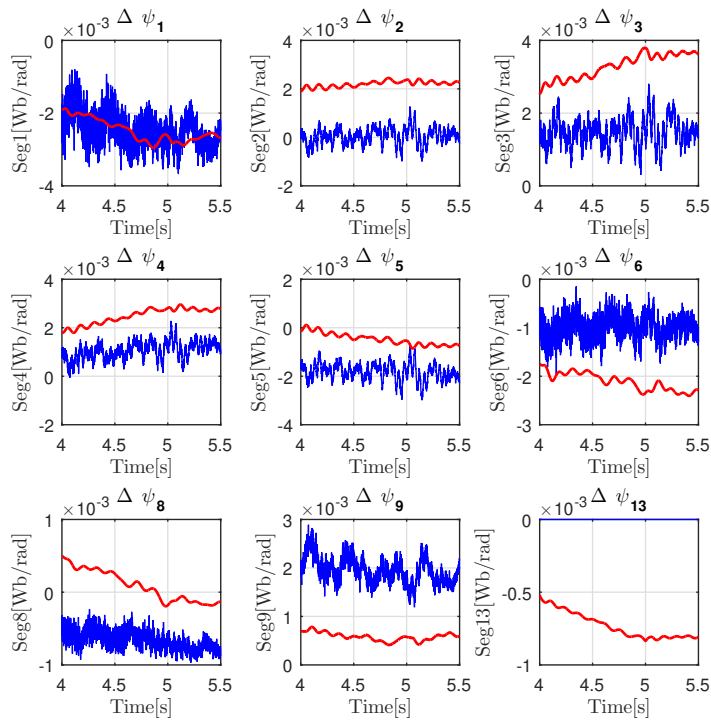 ×10⁻³ Δ ψ₁
0
-2
-4
Seg1[Wb/rad]
4 4.5 5 5.5
Time[s]
×10⁻³ Δ ψ₂
4
2
0
-2
Seg2[Wb/rad]
4 4.5 5 5.5
Time[s]
×10⁻³ Δ ψ₃
4
2
0
Seg3[Wb/rad]
4 4.5 5 5.5
Time[s]
×10⁻³ Δ ψ₄
4
2
0
-2
Seg4[Wb/rad]
4 4.5 5 5.5
Time[s]
×10⁻³ Δ ψ₅
2
0
-2
-4
Seg5[Wb/rad]
4 4.5 5 5.5
Time[s]
×10⁻³ Δ ψ₆
0
-1
-2
-3
Seg6[Wb/rad]
4 4.5 5 5.5
Time[s]
×10⁻³ Δ ψ₈
1
0
-1
Seg8[Wb/rad]
4 4.5 5 5.5
Time[s]
×10⁻³ Δ ψ₉
3
2
1
0
Seg9[Wb/rad]
4 4.5 5 5.5
Time[s]
×10⁻³ Δ ψ₁₃
0
-0.5
-1
Seg13[Wb/rad]
4 4.5 5 5.5
Time[s]